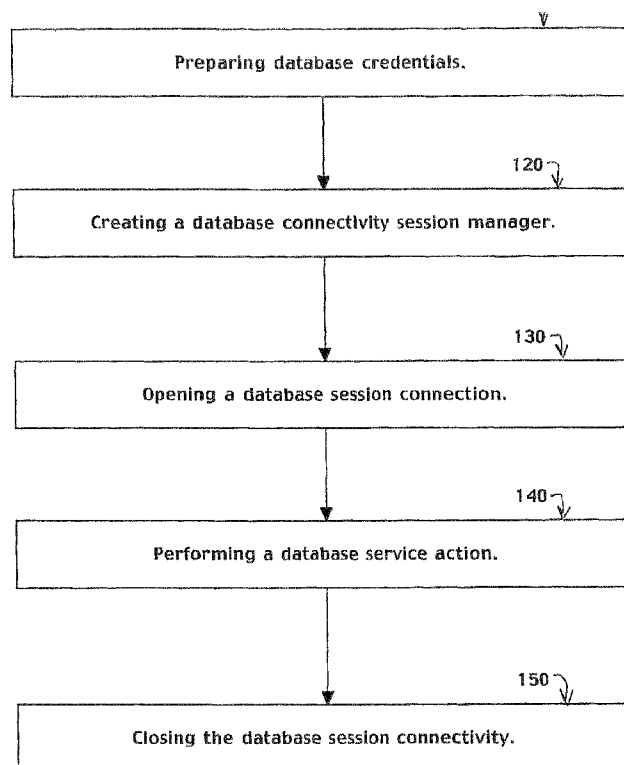 Preparing database credentials.
120
Creating a database connectivity session manager.
130
Opening a database session connection.
140
Performing a database service action.
150
Closing the database session connectivity.